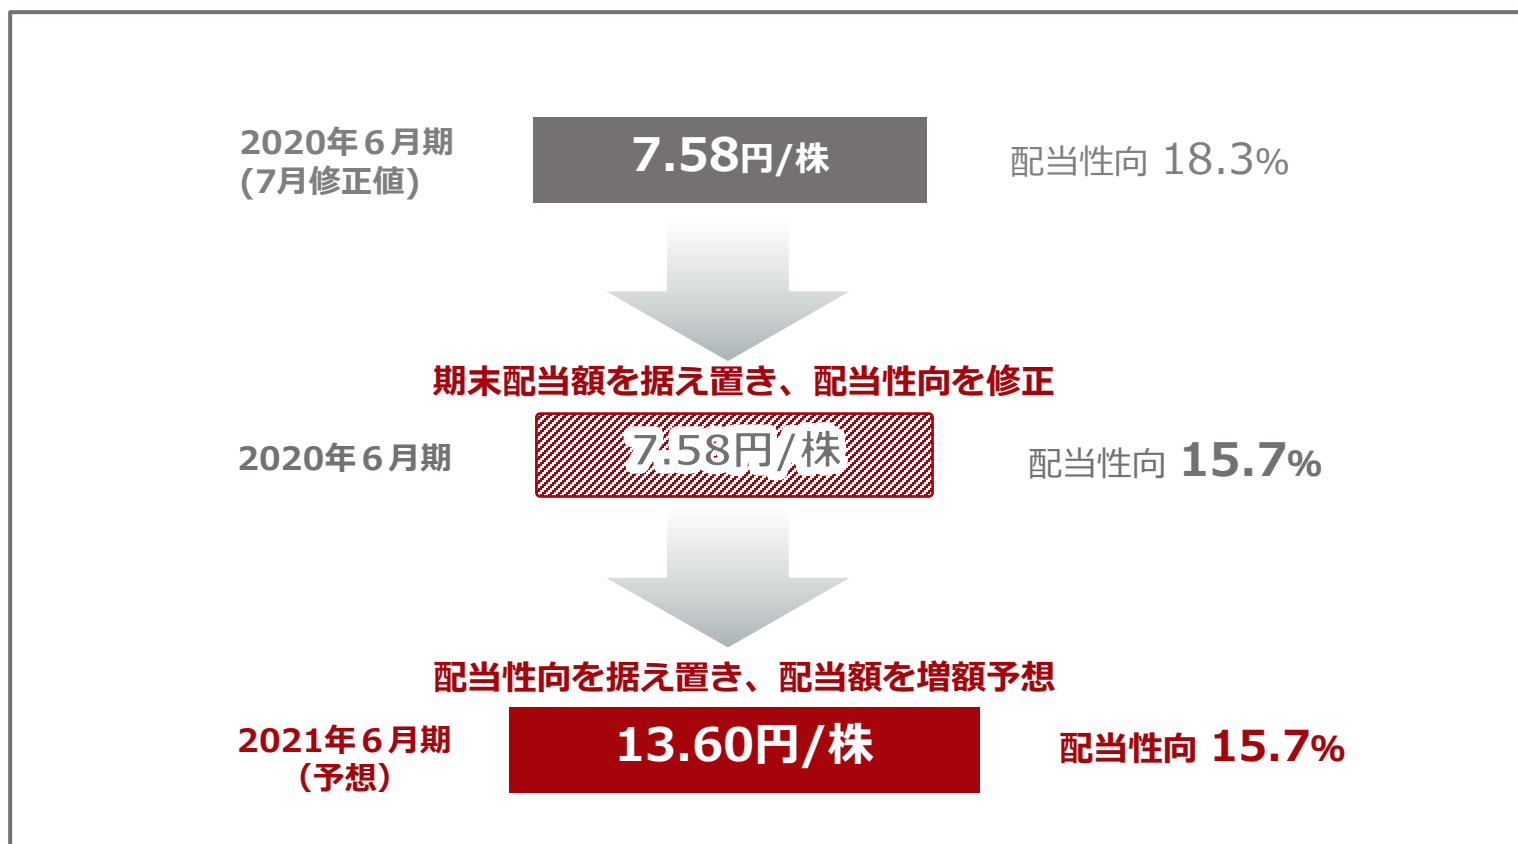 2020年６月期
(7月修正値)
7.58円/株
配当性向 18.3%
期末配当額を据え置き、配当性向を修正
2020年６月期
7.58円/株
配当性向 15.7%
配当性向を据え置き、配当額を増額予想
2021年６月期
（予想）
13.60円/株
配当性向 15.7%